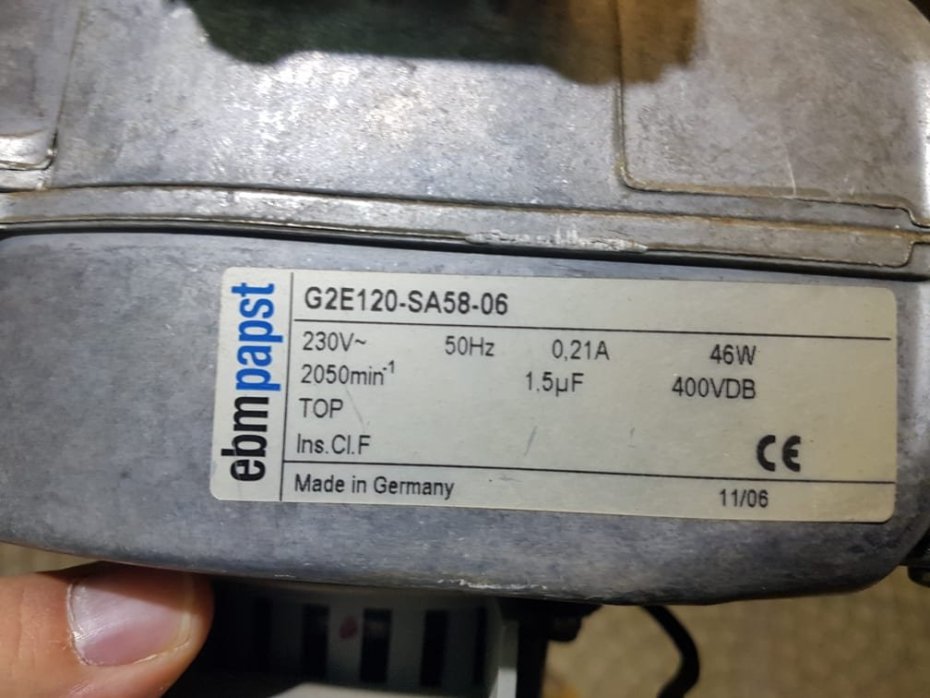 ebmpapst
G2E120-SA58-06
230V~ 50Hz 0,21A 46W
2050min-1 1.5µF 400VDB
TOP
Ins.Cl.F CE
Made in Germany 11/06